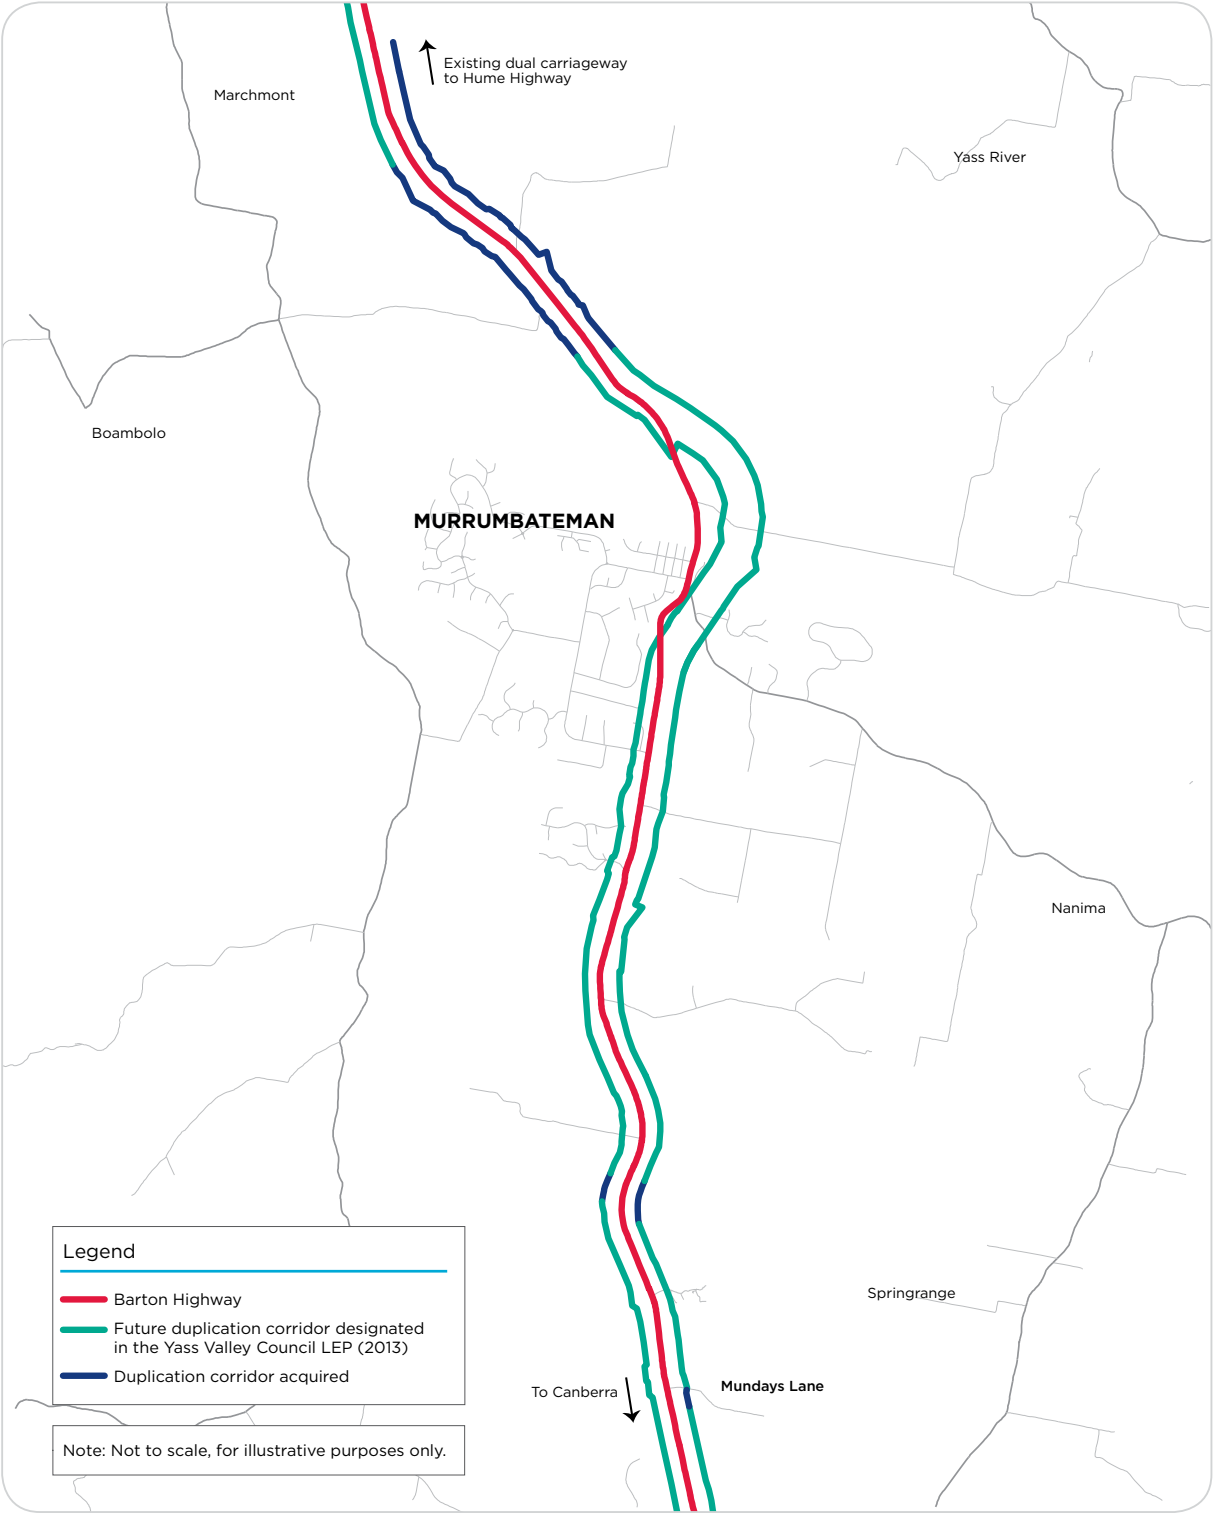 Existing dual carriageway
to Hume Highway
Marchmont
Yass River
Boambolo
MURRUMBATEMAN
Nanima
Springrange
Mundays Lane
To Canberra
Legend
Barton Highway
Future duplication corridor designated
in the Yass Valley Council LEP (2013)
Duplication corridor acquired
Note: Not to scale, for illustrative purposes only.